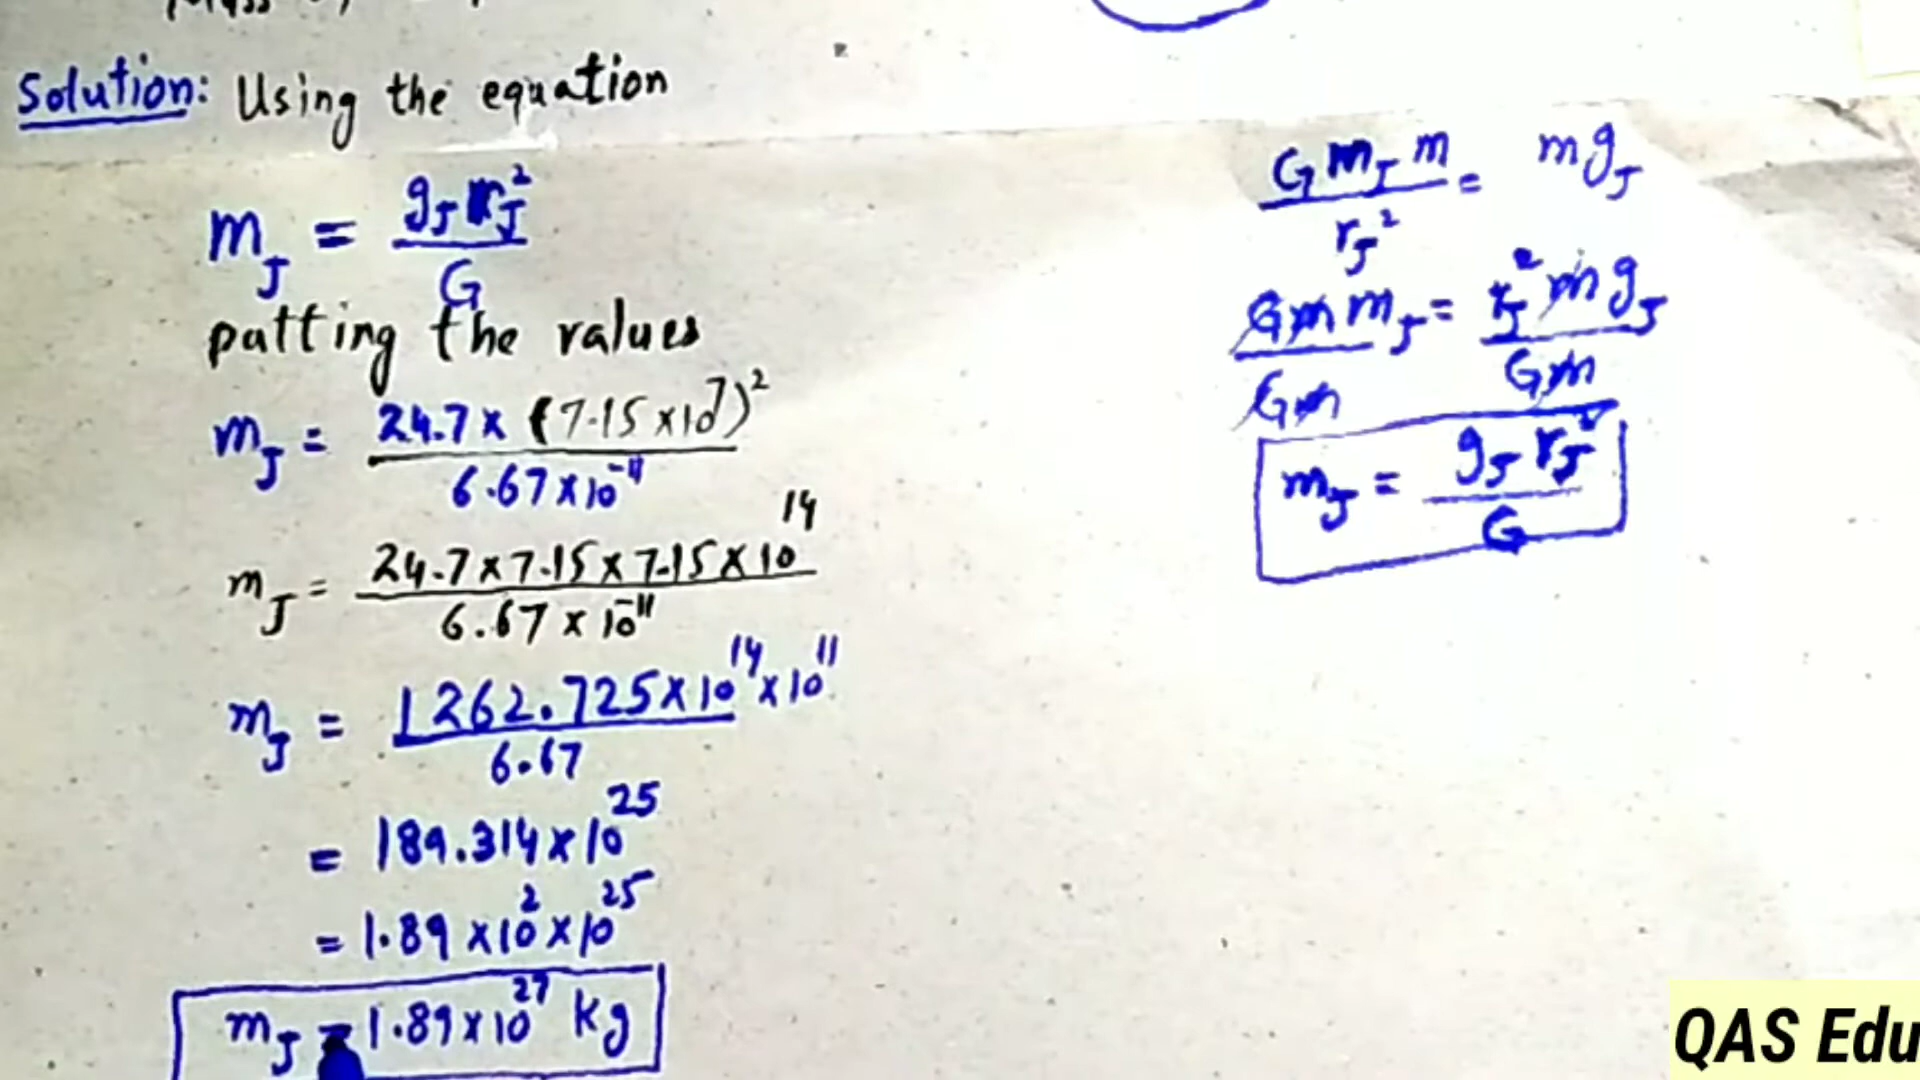 Solution: Using the equation
m_J = g_J r_J² / G
putting the values
m_J = 24.7 × (7.15 × 10⁷)² / 6.67 × 10⁻¹¹
m_J = 24.7 × 7.15 × 7.15 × 10¹⁴ / 6.67 × 10⁻¹¹
m_J = 1262.725 × 10¹⁴ × 10¹¹ / 6.67
= 189.314 × 10²⁵
= 1.89 × 10² × 10²⁵
m_J = 1.89 × 10²⁷ kg
G m_J m / r_J² = m g_J
G m m_J / G m = r_J² m g_J / G m
m_J = g_J r_J² / G
QAS Edu